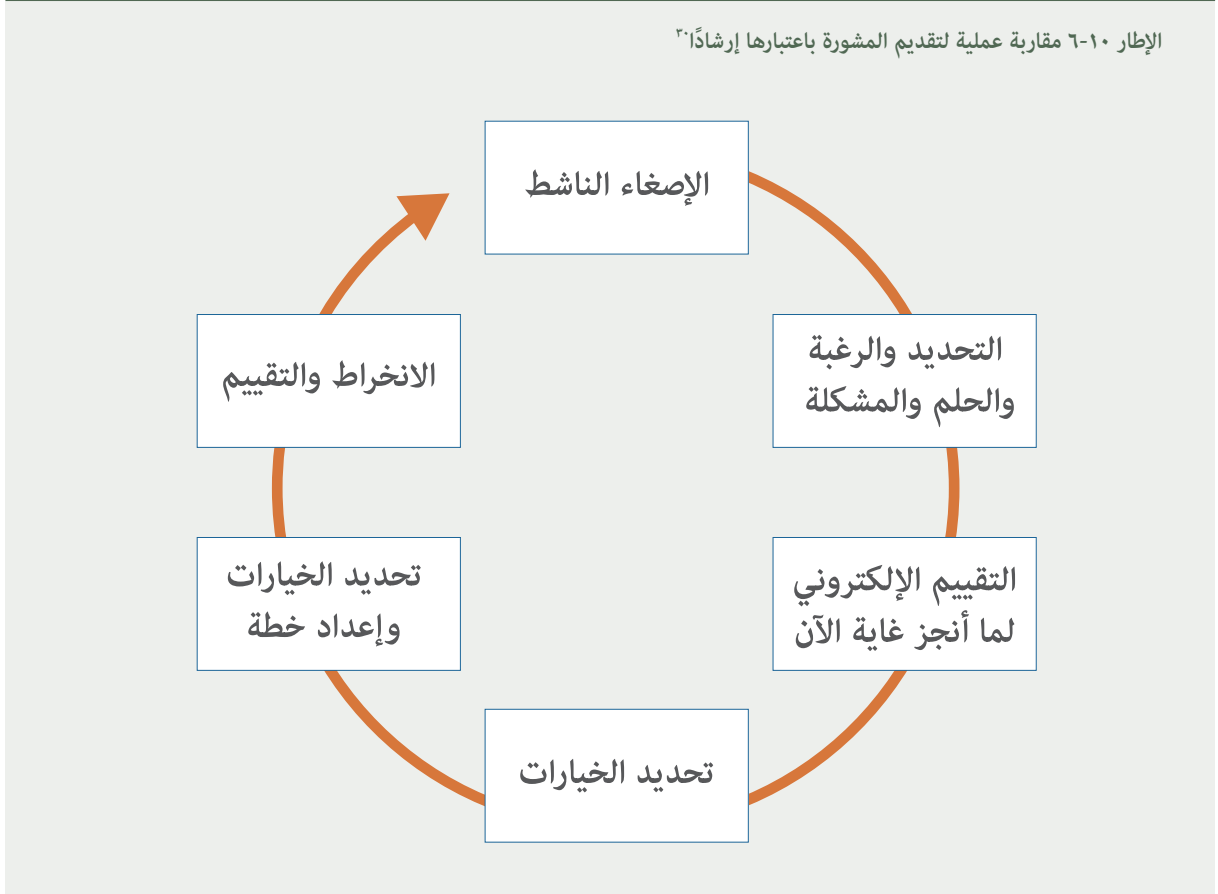 الإطار ١٠-٦ مقاربة عملية لتقديم المشورة باعتبارها إرشادًا٣٠
الإصغاء الناشط
التحديد والرغبة
والحلم والمشكلة
التقييم الإلكتروني
لما أنجز غاية الآن
تحديد الخيارات
تحديد الخيارات
وإعداد خطة
الانخراط والتقييم